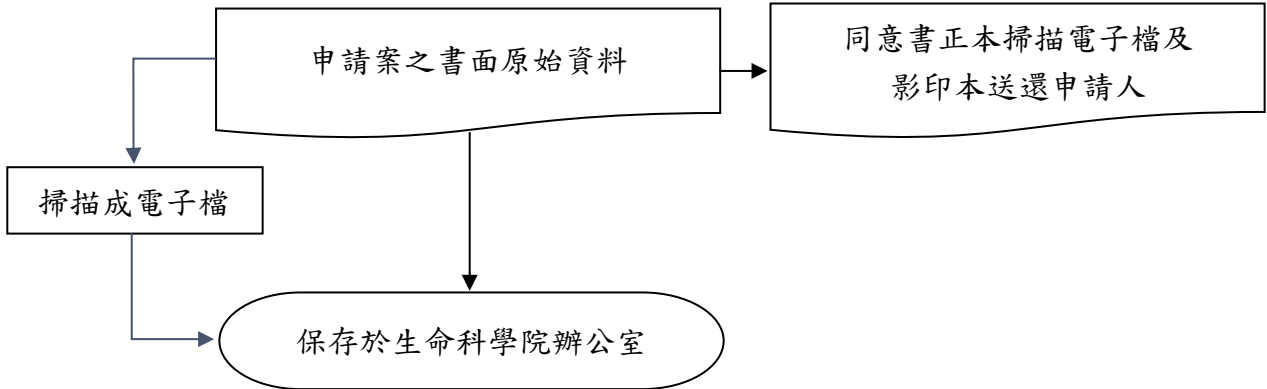 申請案之書面原始資料
同意書正本掃描電子檔及
影印本送還申請人
掃描成電子檔
保存於生命科學院辦公室